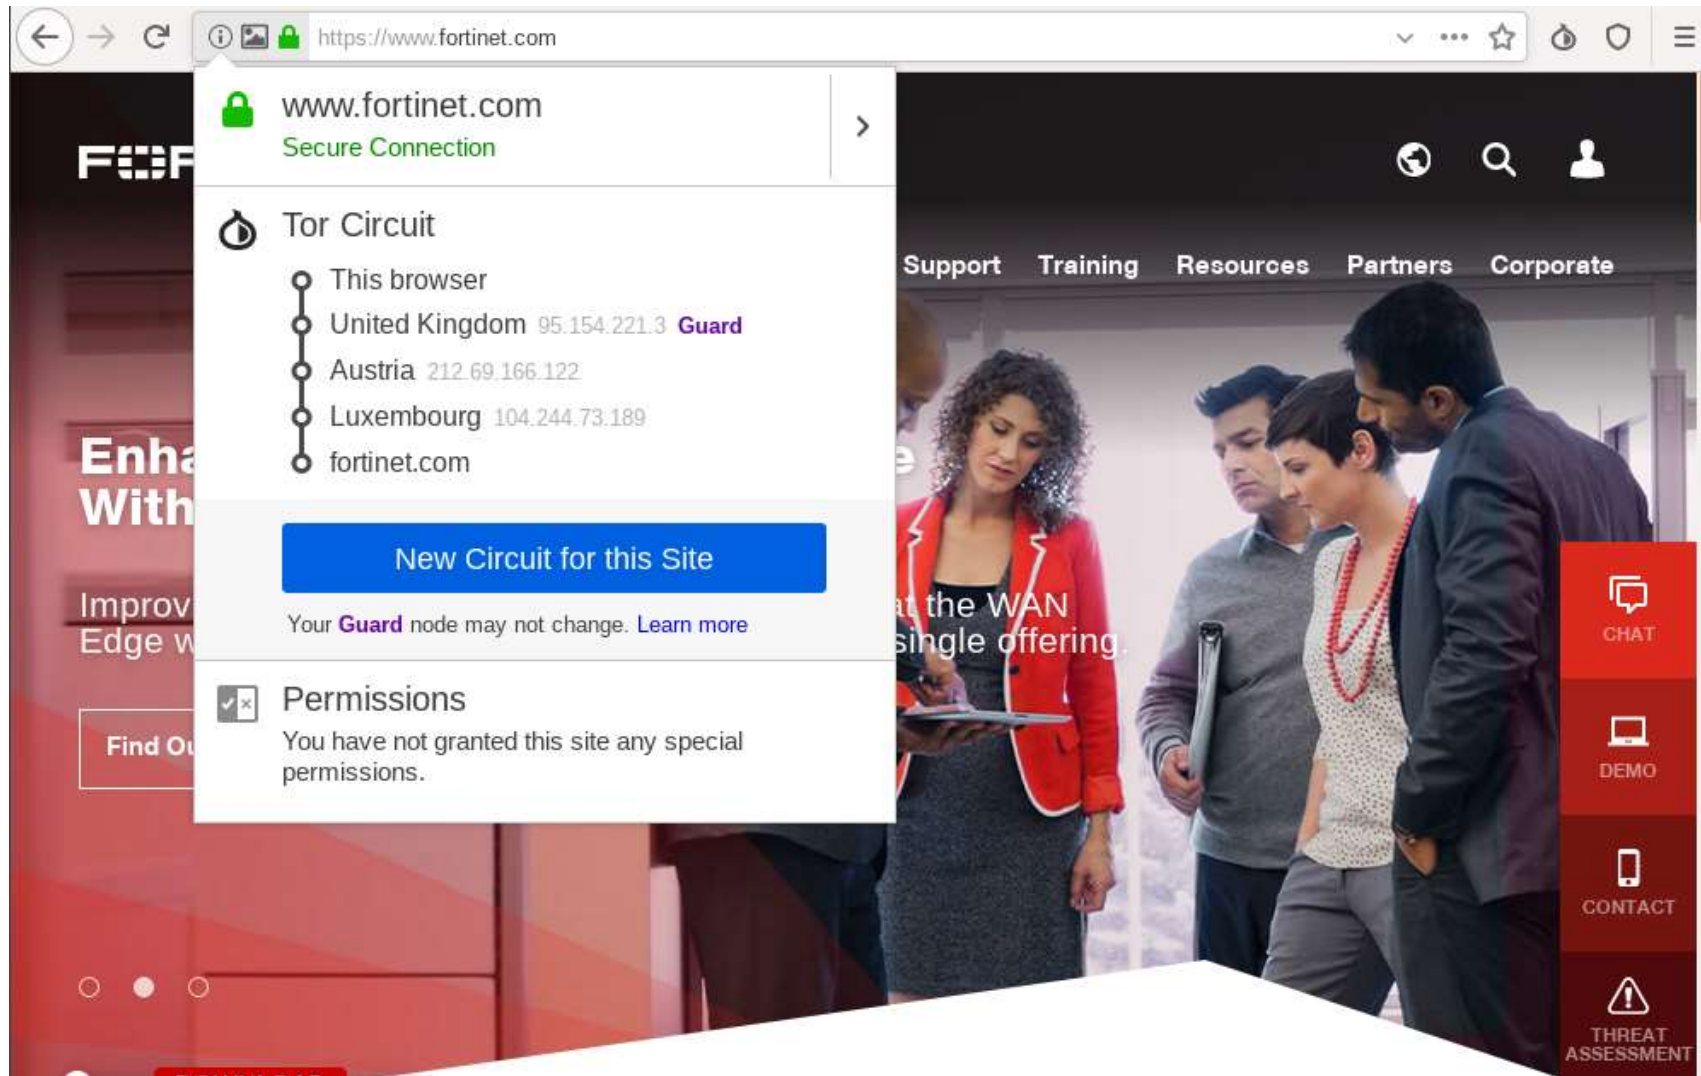 https://www.fortinet.com
www.fortinet.com
Secure Connection
Tor Circuit
This browser
United Kingdom 95.154.221.3 Guard
Austria 212.69.166.122
Luxembourg 104.244.73.189
fortinet.com
New Circuit for this Site
Your Guard node may not change. Learn more
Permissions
You have not granted this site any special
permissions.
FOR
Support Training Resources Partners Corporate
Enha e
With
Improv at the WAN
Edge w single offering.
Find Ou
CHAT
DEMO
CONTACT
THREAT
ASSESSMENT